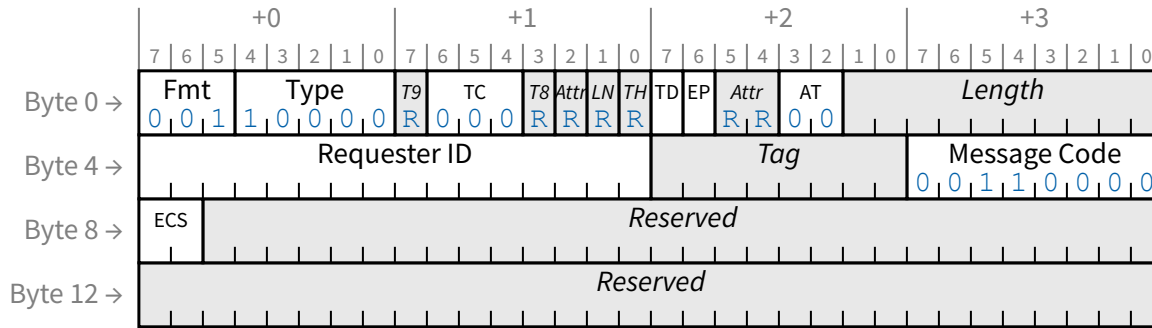 +0 +1 +2 +3
7 6 5 4 3 2 1 0 7 6 5 4 3 2 1 0 7 6 5 4 3 2 1 0 7 6 5 4 3 2 1 0
Byte 0 → Fmt Type T9 TC T8 Attr LN TH TD EP Attr AT Length
0 0 1 1 0 0 0 0 R 0 0 0 R R R R R R 0 0
Byte 4 → Requester ID Tag Message Code
0 0 1 1 0 0 0 0
Byte 8 → ECS Reserved
Byte 12 → Reserved